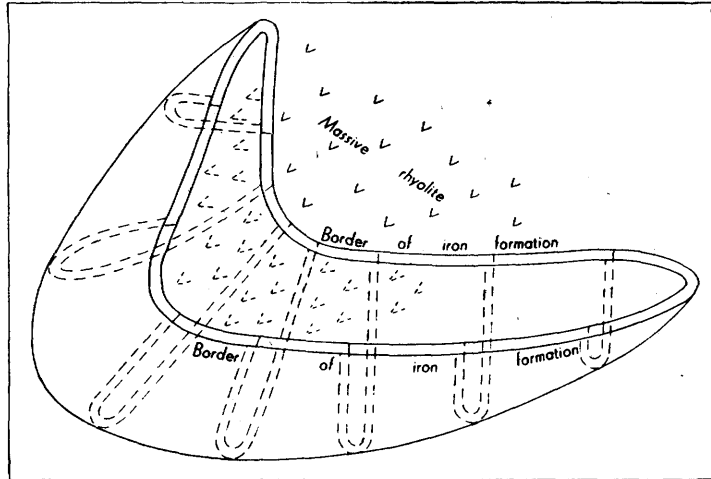 Massive
rhyolite
Border of iron formation
Border of iron formation